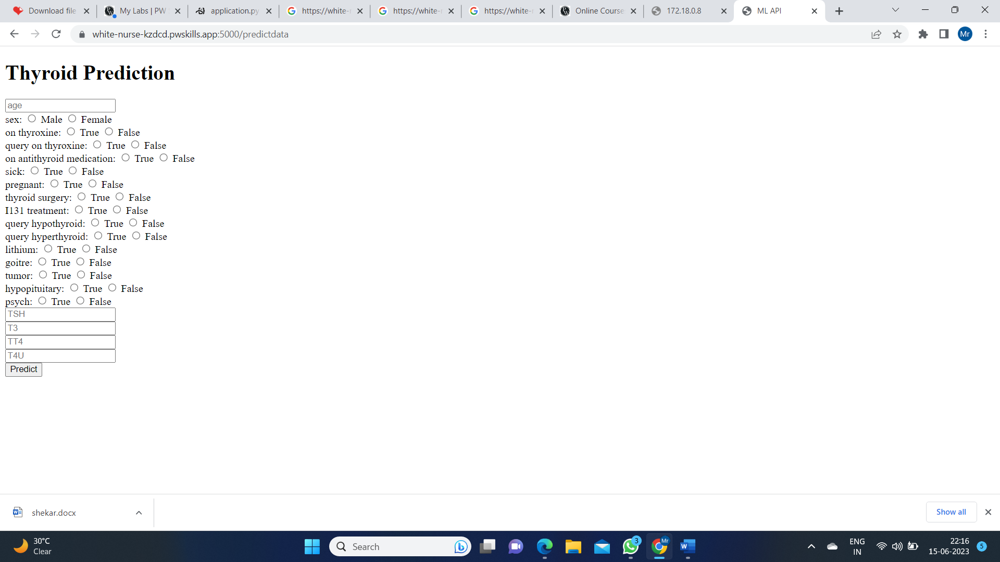 Download file
My Labs | PW
application.py
https://white-
https://white-
https://white-
Online Course
172.18.0.8
ML API
white-nurse-kzdcd.pwskills.app:5000/predictdata
Mr
Thyroid Prediction
age
sex: Male Female
on thyroxine: True False
query on thyroxine: True False
on antithyroid medication: True False
sick: True False
pregnant: True False
thyroid surgery: True False
I131 treatment: True False
query hypothyroid: True False
query hyperthyroid: True False
lithium: True False
goitre: True False
tumor: True False
hypopituitary: True False
psych: True False
TSH
T3
TT4
T4U
Predict
shekar.docx
Show all
30°C
Clear
Search
3
Mr
ENG
IN
22:16
15-06-2023
5